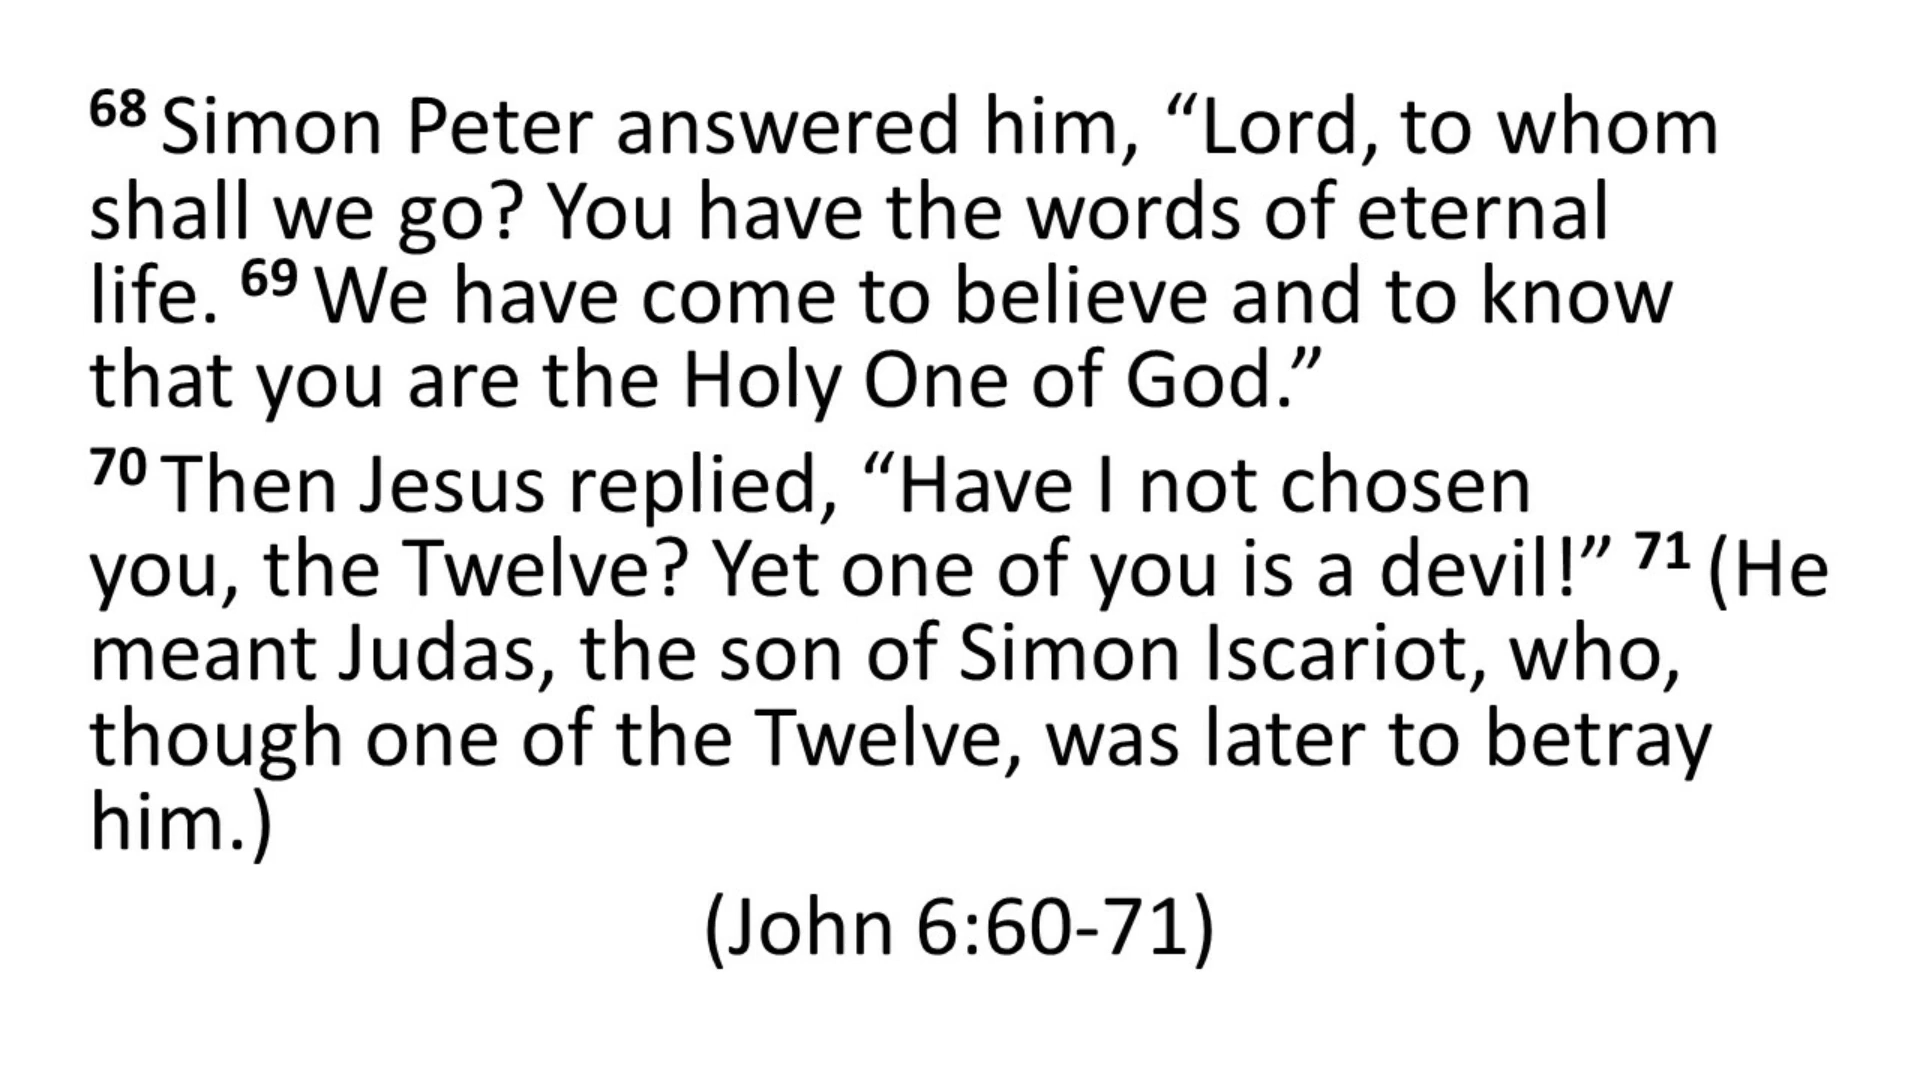 68 Simon Peter answered him, “Lord, to whom
shall we go? You have the words of eternal
life. 69 We have come to believe and to know
that you are the Holy One of God.”
70 Then Jesus replied, “Have I not chosen
you, the Twelve? Yet one of you is a devil!” 71 (He
meant Judas, the son of Simon Iscariot, who,
though one of the Twelve, was later to betray
him.)
(John 6:60-71)